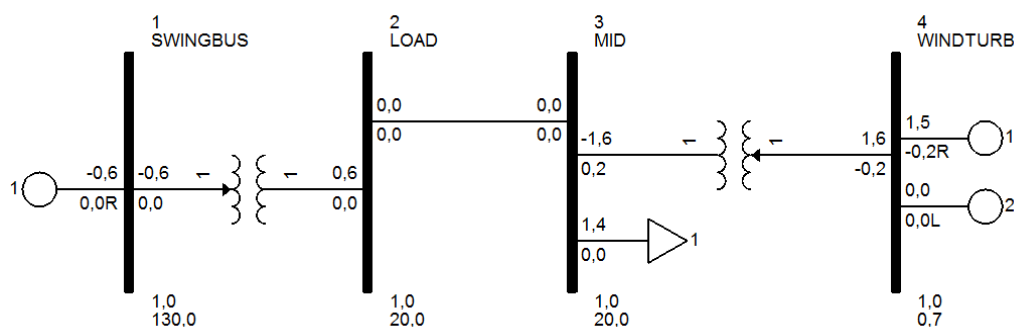 1
SWINGBUS
2
LOAD
3
MID
4
WINDTURB
0,0 0,0
0,0 0,0
-1,6 1 1 1,6
0,2 -0,2
1,5 1
-0,2R
0,0 2
0,0L
1 -0,6 -0,6 1 1 0,6
0,0R 0,0 0,0
1,4 1
0,0
1,0 1,0 1,0 1,0
130,0 20,0 20,0 0,7